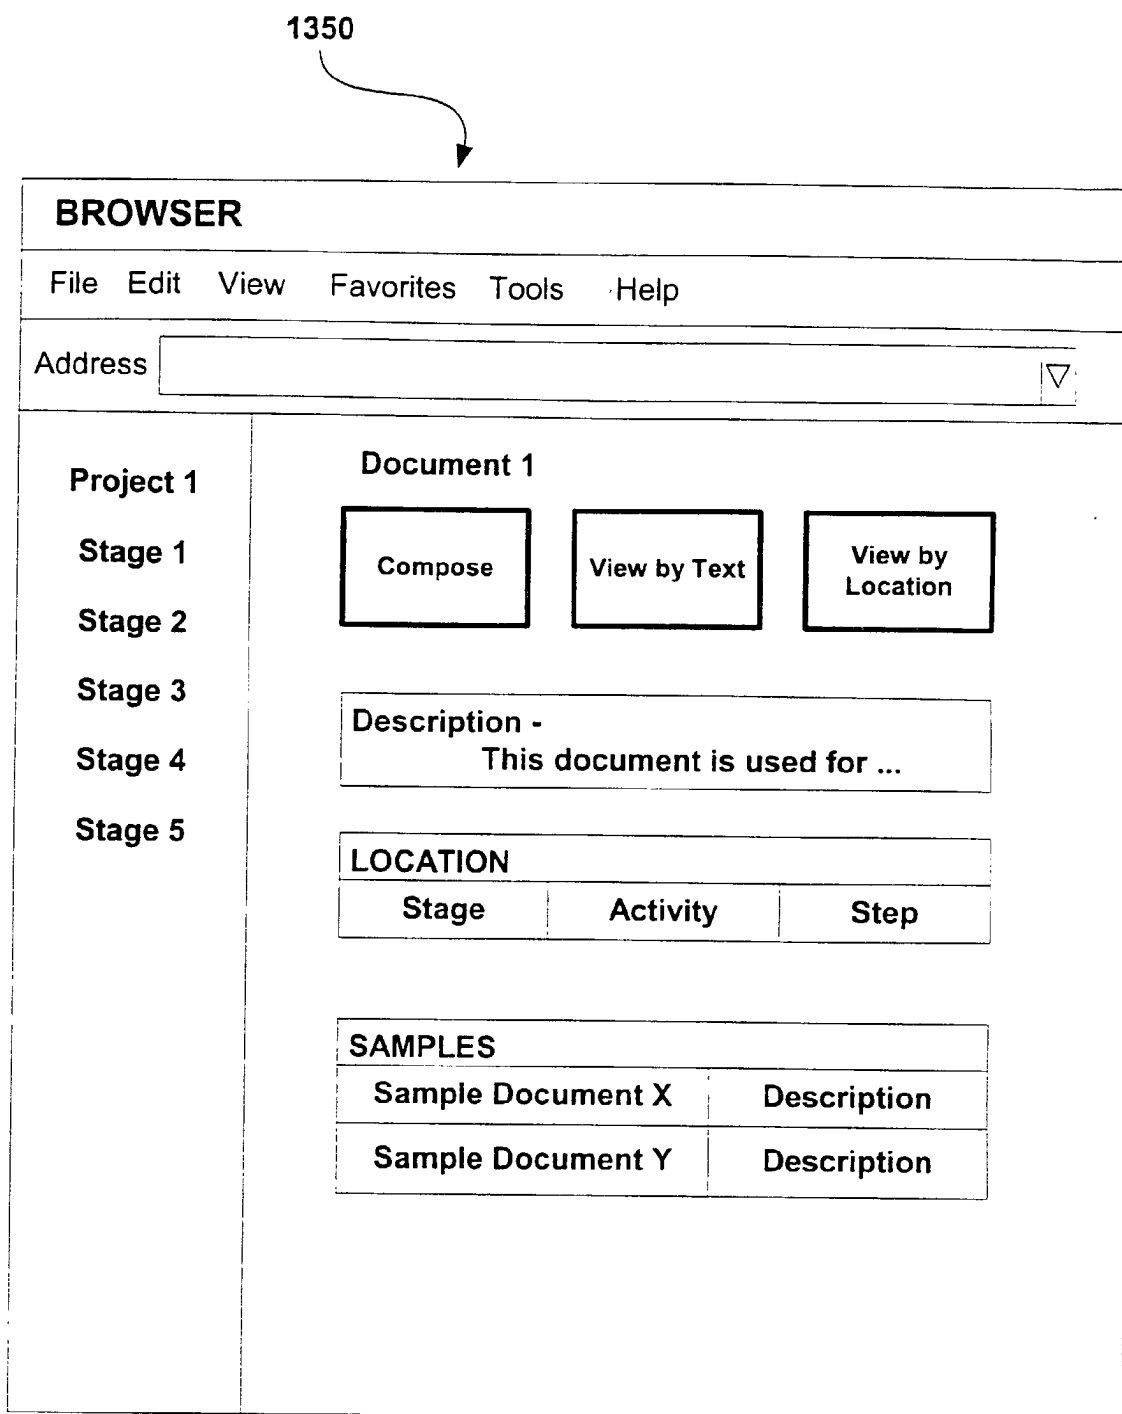 1350
BROWSER
File Edit View Favorites Tools Help
Address
Project 1
Stage 1
Stage 2
Stage 3
Stage 4
Stage 5
Document 1
Compose
View by Text
View by
Location
Description -
This document is used for ...
LOCATION
Stage Activity Step
SAMPLES
Sample Document X Description
Sample Document Y Description